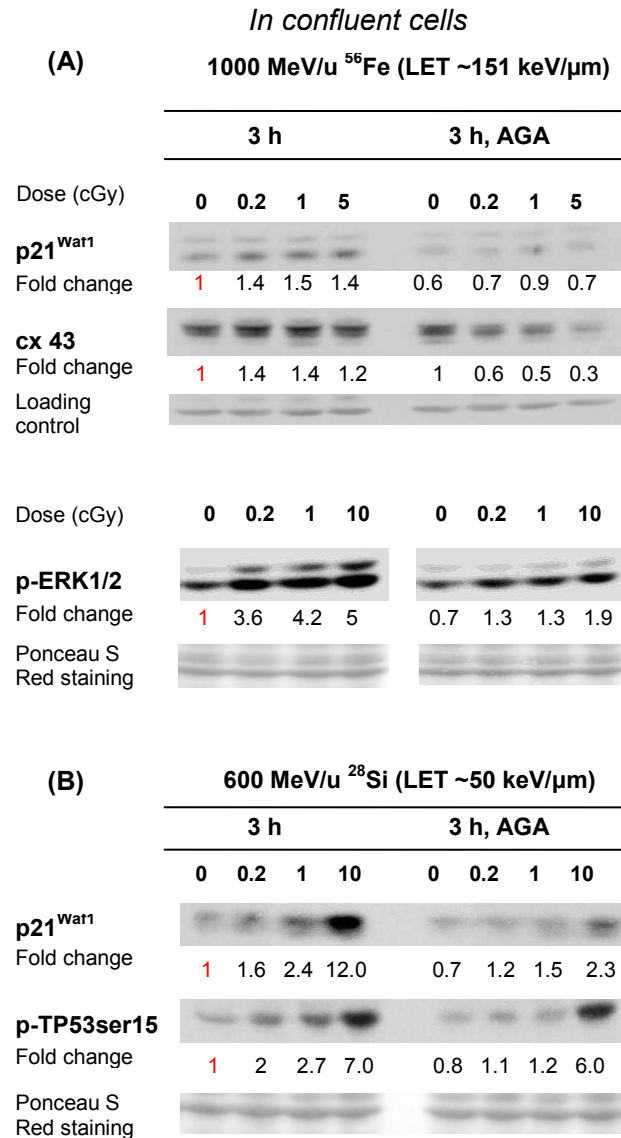 In confluent cells
(A) 1000 MeV/u ⁵⁶Fe (LET ~151 keV/µm)
3 h 3 h, AGA
Dose (cGy) 0 0.2 1 5 0 0.2 1 5
p21ᵂᵃᶠ¹
Fold change 1 1.4 1.5 1.4 0.6 0.7 0.9 0.7
cx 43
Fold change 1 1.4 1.4 1.2 1 0.6 0.5 0.3
Loading
control
Dose (cGy) 0 0.2 1 10 0 0.2 1 10
p-ERK1/2
Fold change 1 3.6 4.2 5 0.7 1.3 1.3 1.9
Ponceau S
Red staining
(B) 600 MeV/u ²⁸Si (LET ~50 keV/µm)
3 h 3 h, AGA
0 0.2 1 10 0 0.2 1 10
p21ᵂᵃᶠ¹
Fold change 1 1.6 2.4 12.0 0.7 1.2 1.5 2.3
p-TP53ser15
Fold change 1 2 2.7 7.0 0.8 1.1 1.2 6.0
Ponceau S
Red staining